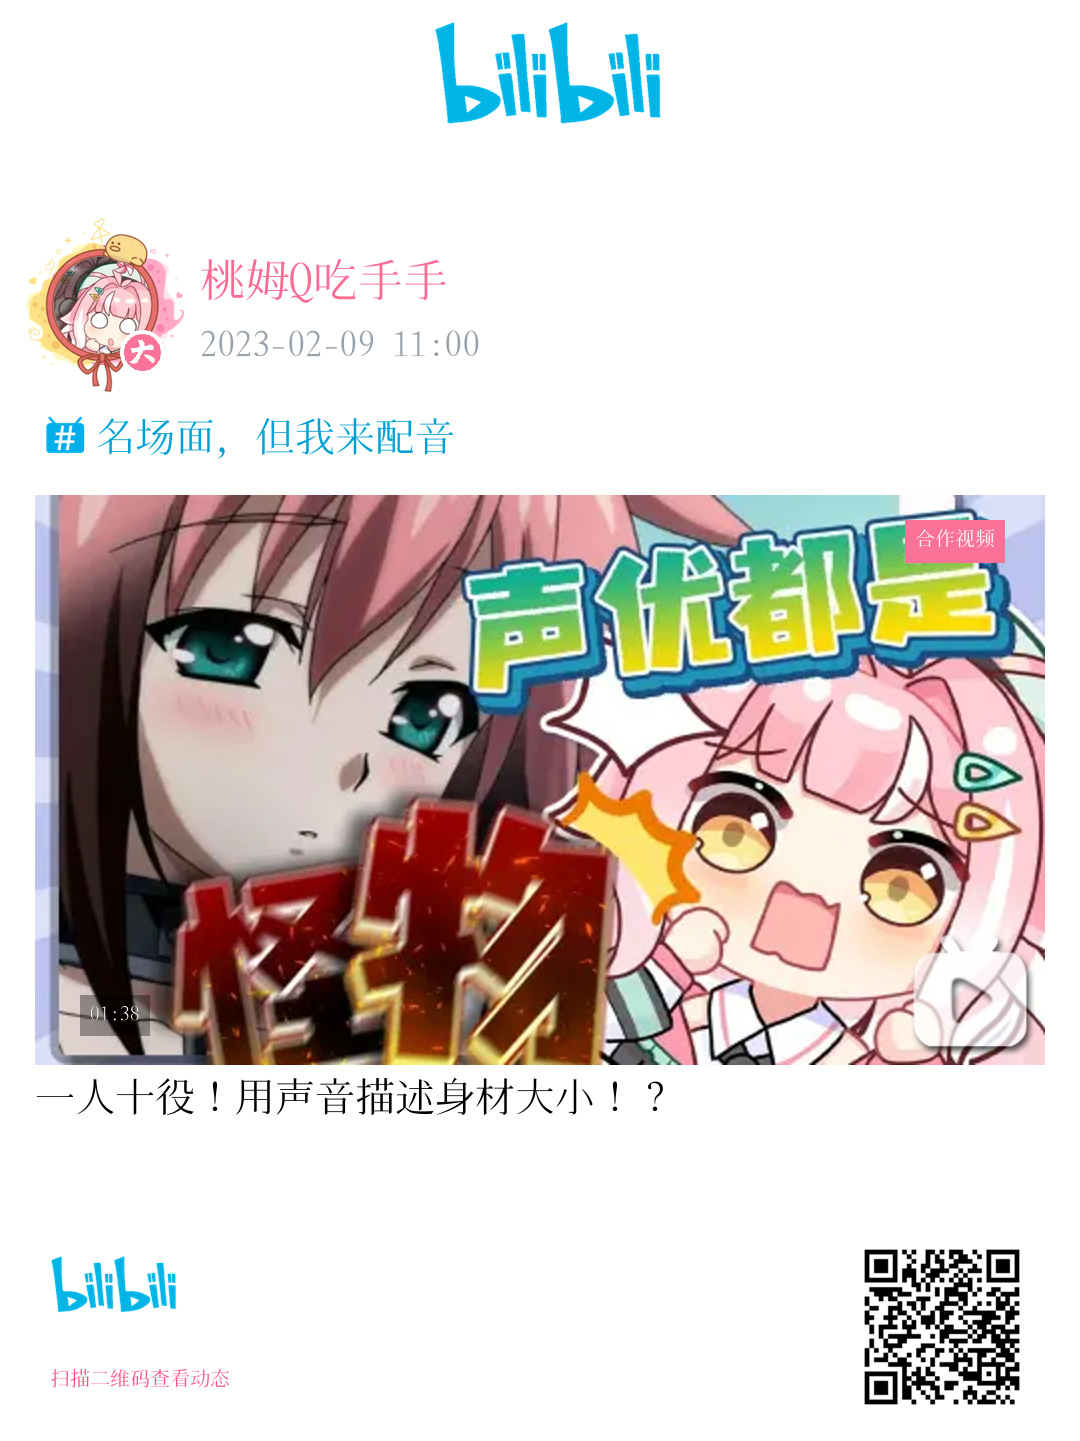 bilibili
桃姆Q吃手手
大
2023-02-09 11:00
# 名场面，但我来配音
合作视频
声优都是
怪物
01:38
一人十役！用声音描述身材大小！？
bilibili
扫描二维码查看动态